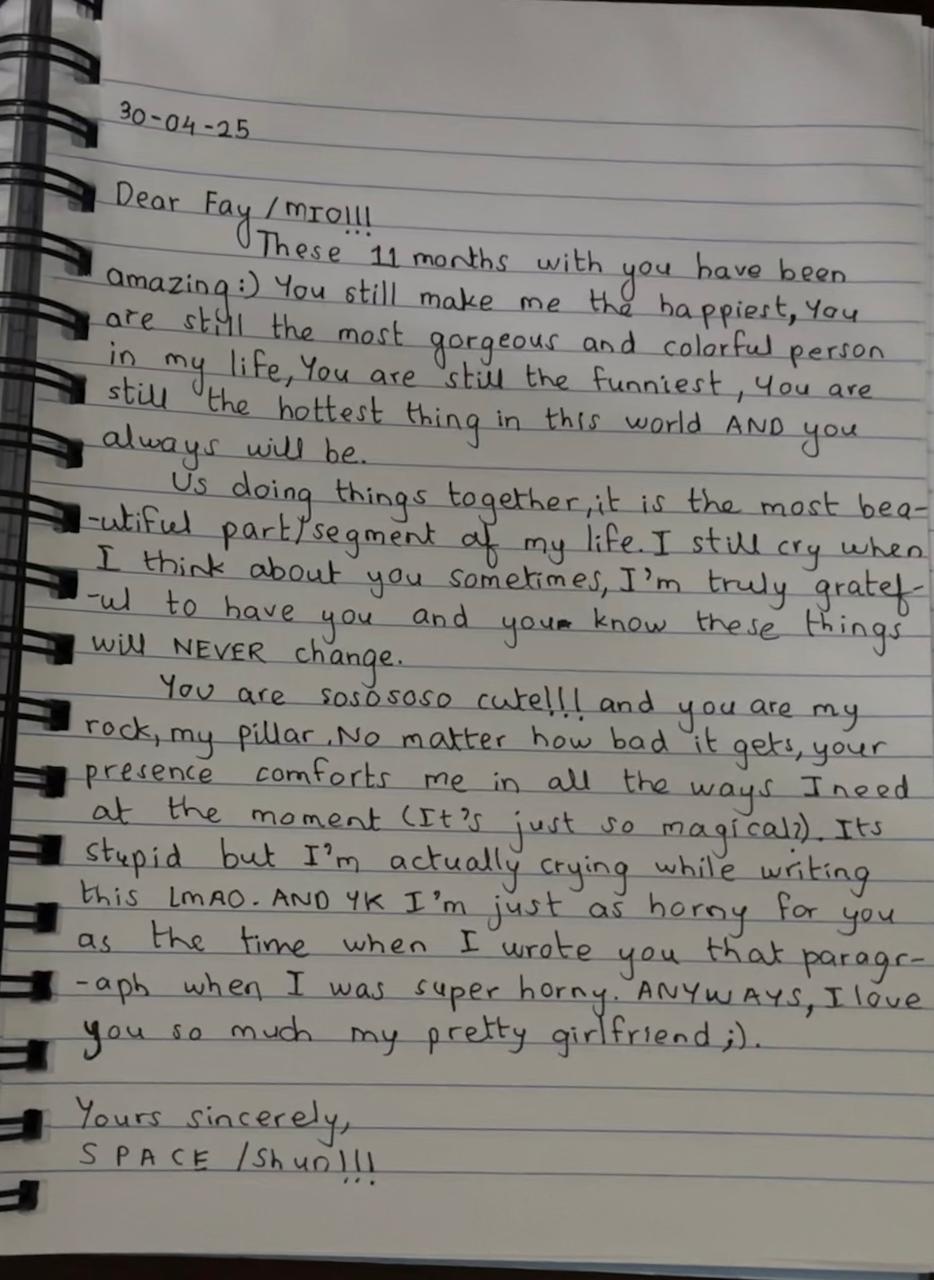 30-04-25
Dear Fay /mro!!!
These 11 months with you have been
amazing:) You still make me the happiest, You
are still the most gorgeous and colorful person
in my life, You are still the funniest, You are
still the hottest thing in this world AND you
always will be.
Us doing things together, it is the most bea-
-utiful part/segment of my life. I still cry when
I think about you sometimes, I'm truly gratef-
-ul to have you and you know these things
will NEVER change.
You are sosososo cute!!! and you are my
rock, my pillar. No matter how bad it gets, your
presence comforts me in all the ways I need
at the moment (It's just so magical?). Its
stupid but I'm actually crying while writing
this LMAO. AND YK I'm just as horny for you
as the time when I wrote you that paragr-
-aph when I was super horny. ANYWAYS, I love
you so much my pretty girlfriend ;).
Yours sincerely,
SPACE /Shun!!!